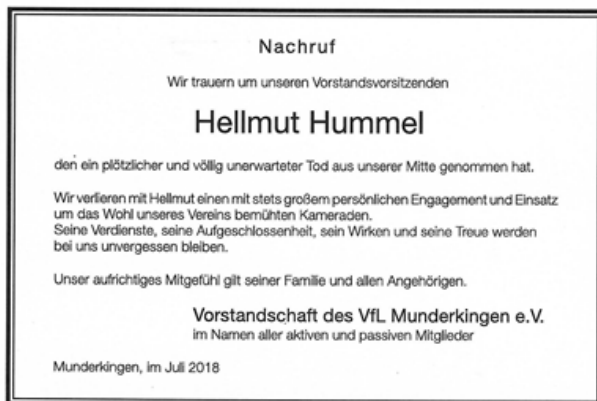 Nachruf
Wir trauern um unseren Vorstandsvorsitzenden
Hellmut Hummel
den ein plötzlicher und völlig unerwarteter Tod aus unserer Mitte genommen hat.
Wir verlieren mit Hellmut einen mit stets großem persönlichen Engagement und Einsatz
um das Wohl unseres Vereins bemühten Kameraden.
Seine Verdienste, seine Aufgeschlossenheit, sein Wirken und seine Treue werden
bei uns unvergessen bleiben.
Unser aufrichtiges Mitgefühl gilt seiner Familie und allen Angehörigen.
Vorstandschaft des VfL Munderkingen e.V.
im Namen aller aktiven und passiven Mitglieder
Munderkingen, im Juli 2018